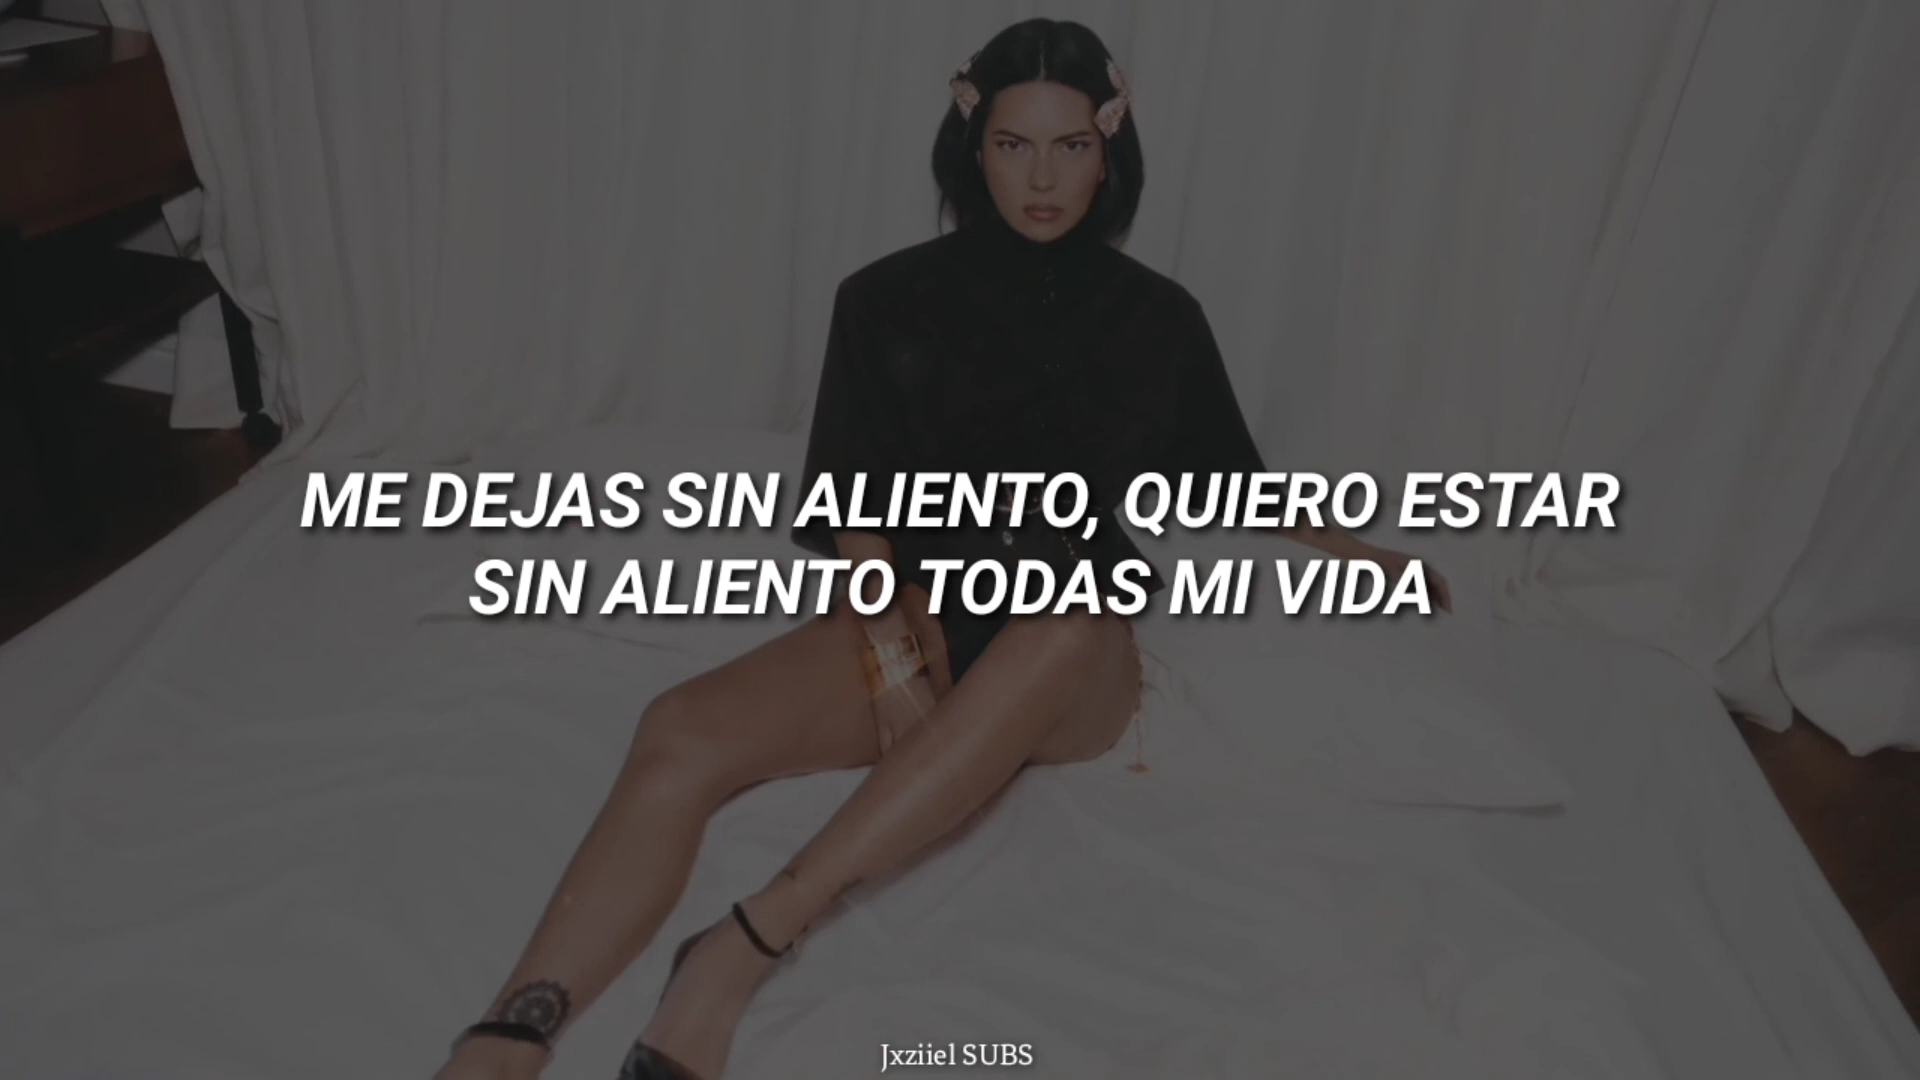 ME DEJAS SIN ALIENTO, QUIERO ESTAR
SIN ALIENTO TODAS MI VIDA
Jxziiel SUBS